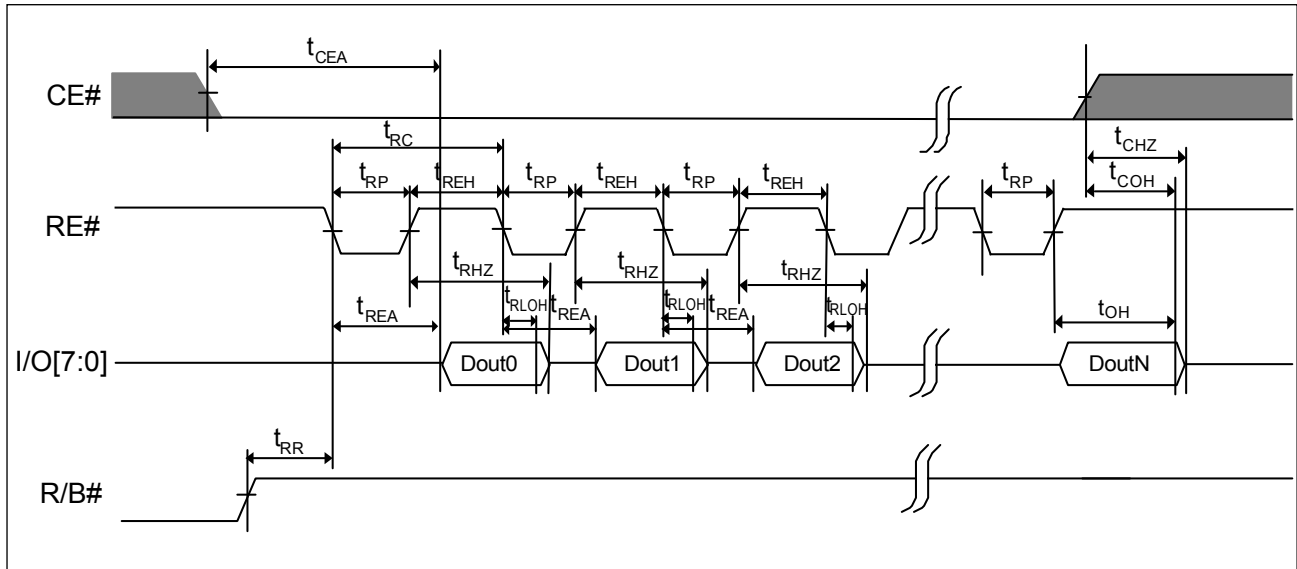 tCEA
CE#
tRC
tCHZ
tRP tREH tRP tREH tRP tREH tRP tCOH
RE#
tRHZ tRHZ tRHZ
tREA tRLOH tREA tRLOH tREA tRLOH tOH
I/O[7:0] Dout0 Dout1 Dout2 DoutN
tRR
R/B#